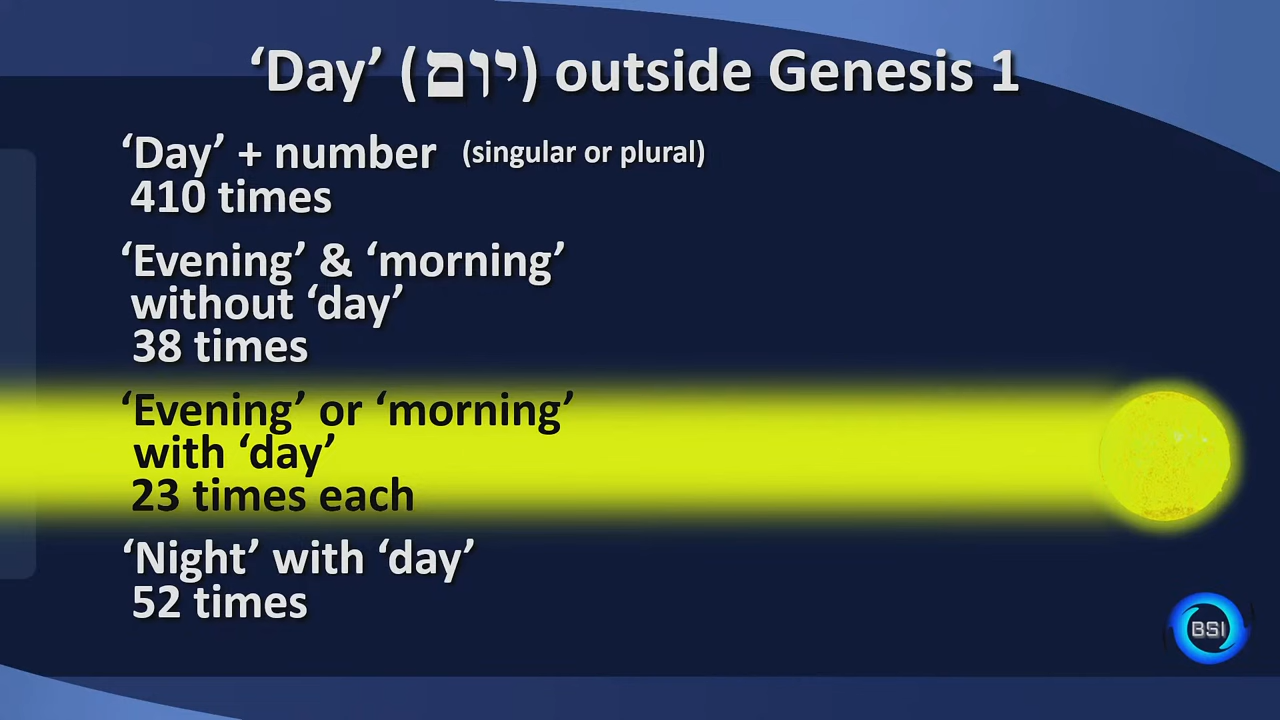 ‘Day’ (יום) outside Genesis 1
‘Day’ + number (singular or plural)
410 times
‘Evening’ & ‘morning’
without ‘day’
38 times
‘Evening’ or ‘morning’
with ‘day’
23 times each
‘Night’ with ‘day’
52 times
BSI